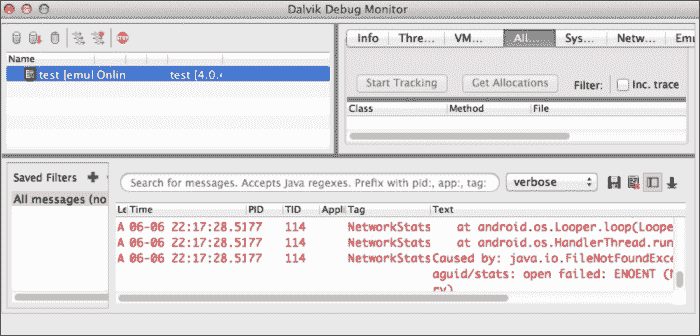 Dalvik Debug Monitor
Name
test [emul Onlin test [4.0.4
Info Thre... VM... All... Sys... Netw... Emu
Start Tracking Get Allocations Filter: Inc. trace
Class Method File
Saved Filters
All messages (no
Search for messages. Accepts Java regexes. Prefix with pid:, app:, tag: verbose
Le Time PID TID Appli Tag Text
A 06-06 22:17:28.5177 114 NetworkStats at android.os.Looper.loop(Loope
A 06-06 22:17:28.5177 114 NetworkStats at android.os.HandlerThread.run
A 06-06 22:17:28.5177 114 NetworkStats Caused by: java.io.FileNotFoundExce
aguid/stats: open failed: ENOENT (N
ry)